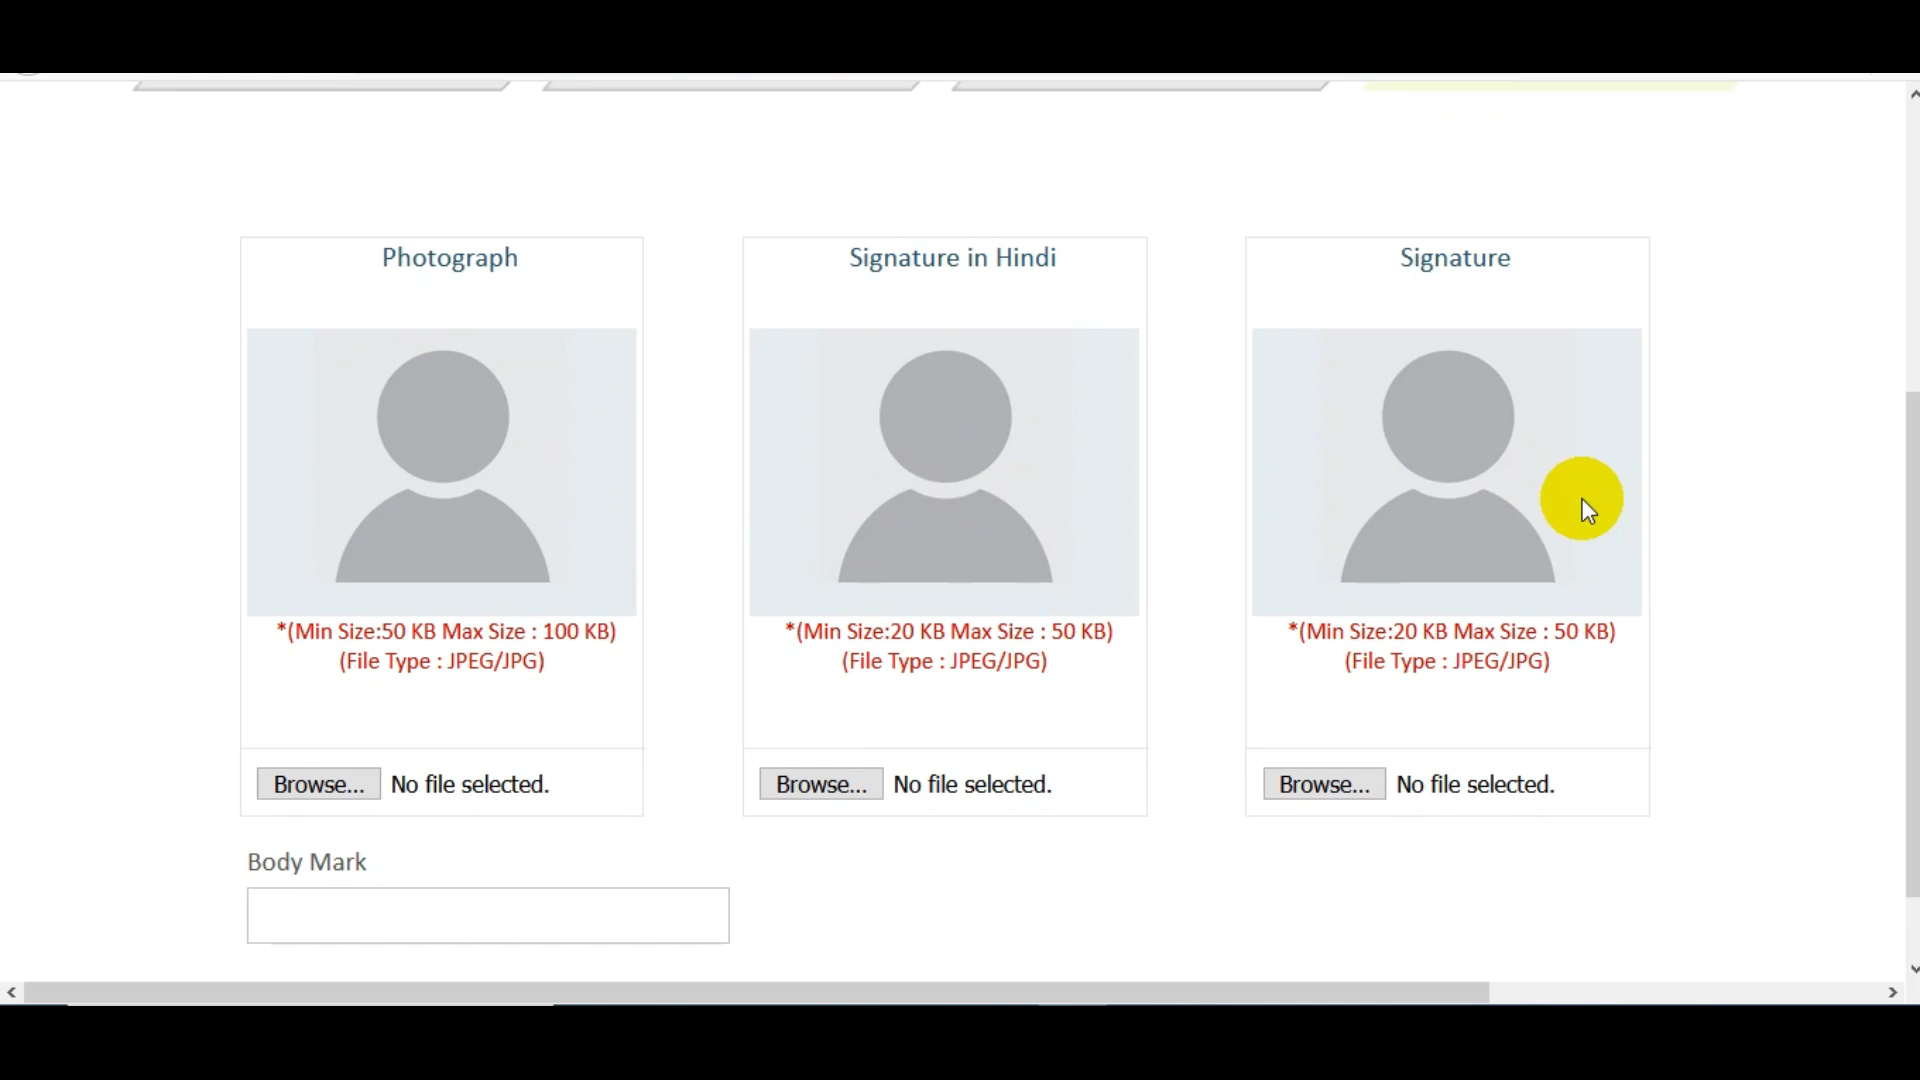 Photograph
Signature in Hindi
Signature
*(Min Size:50 KB Max Size : 100 KB)
(File Type : JPEG/JPG)
*(Min Size:20 KB Max Size : 50 KB)
(File Type : JPEG/JPG)
*(Min Size:20 KB Max Size : 50 KB)
(File Type : JPEG/JPG)
Browse... No file selected.
Browse... No file selected.
Browse... No file selected.
Body Mark